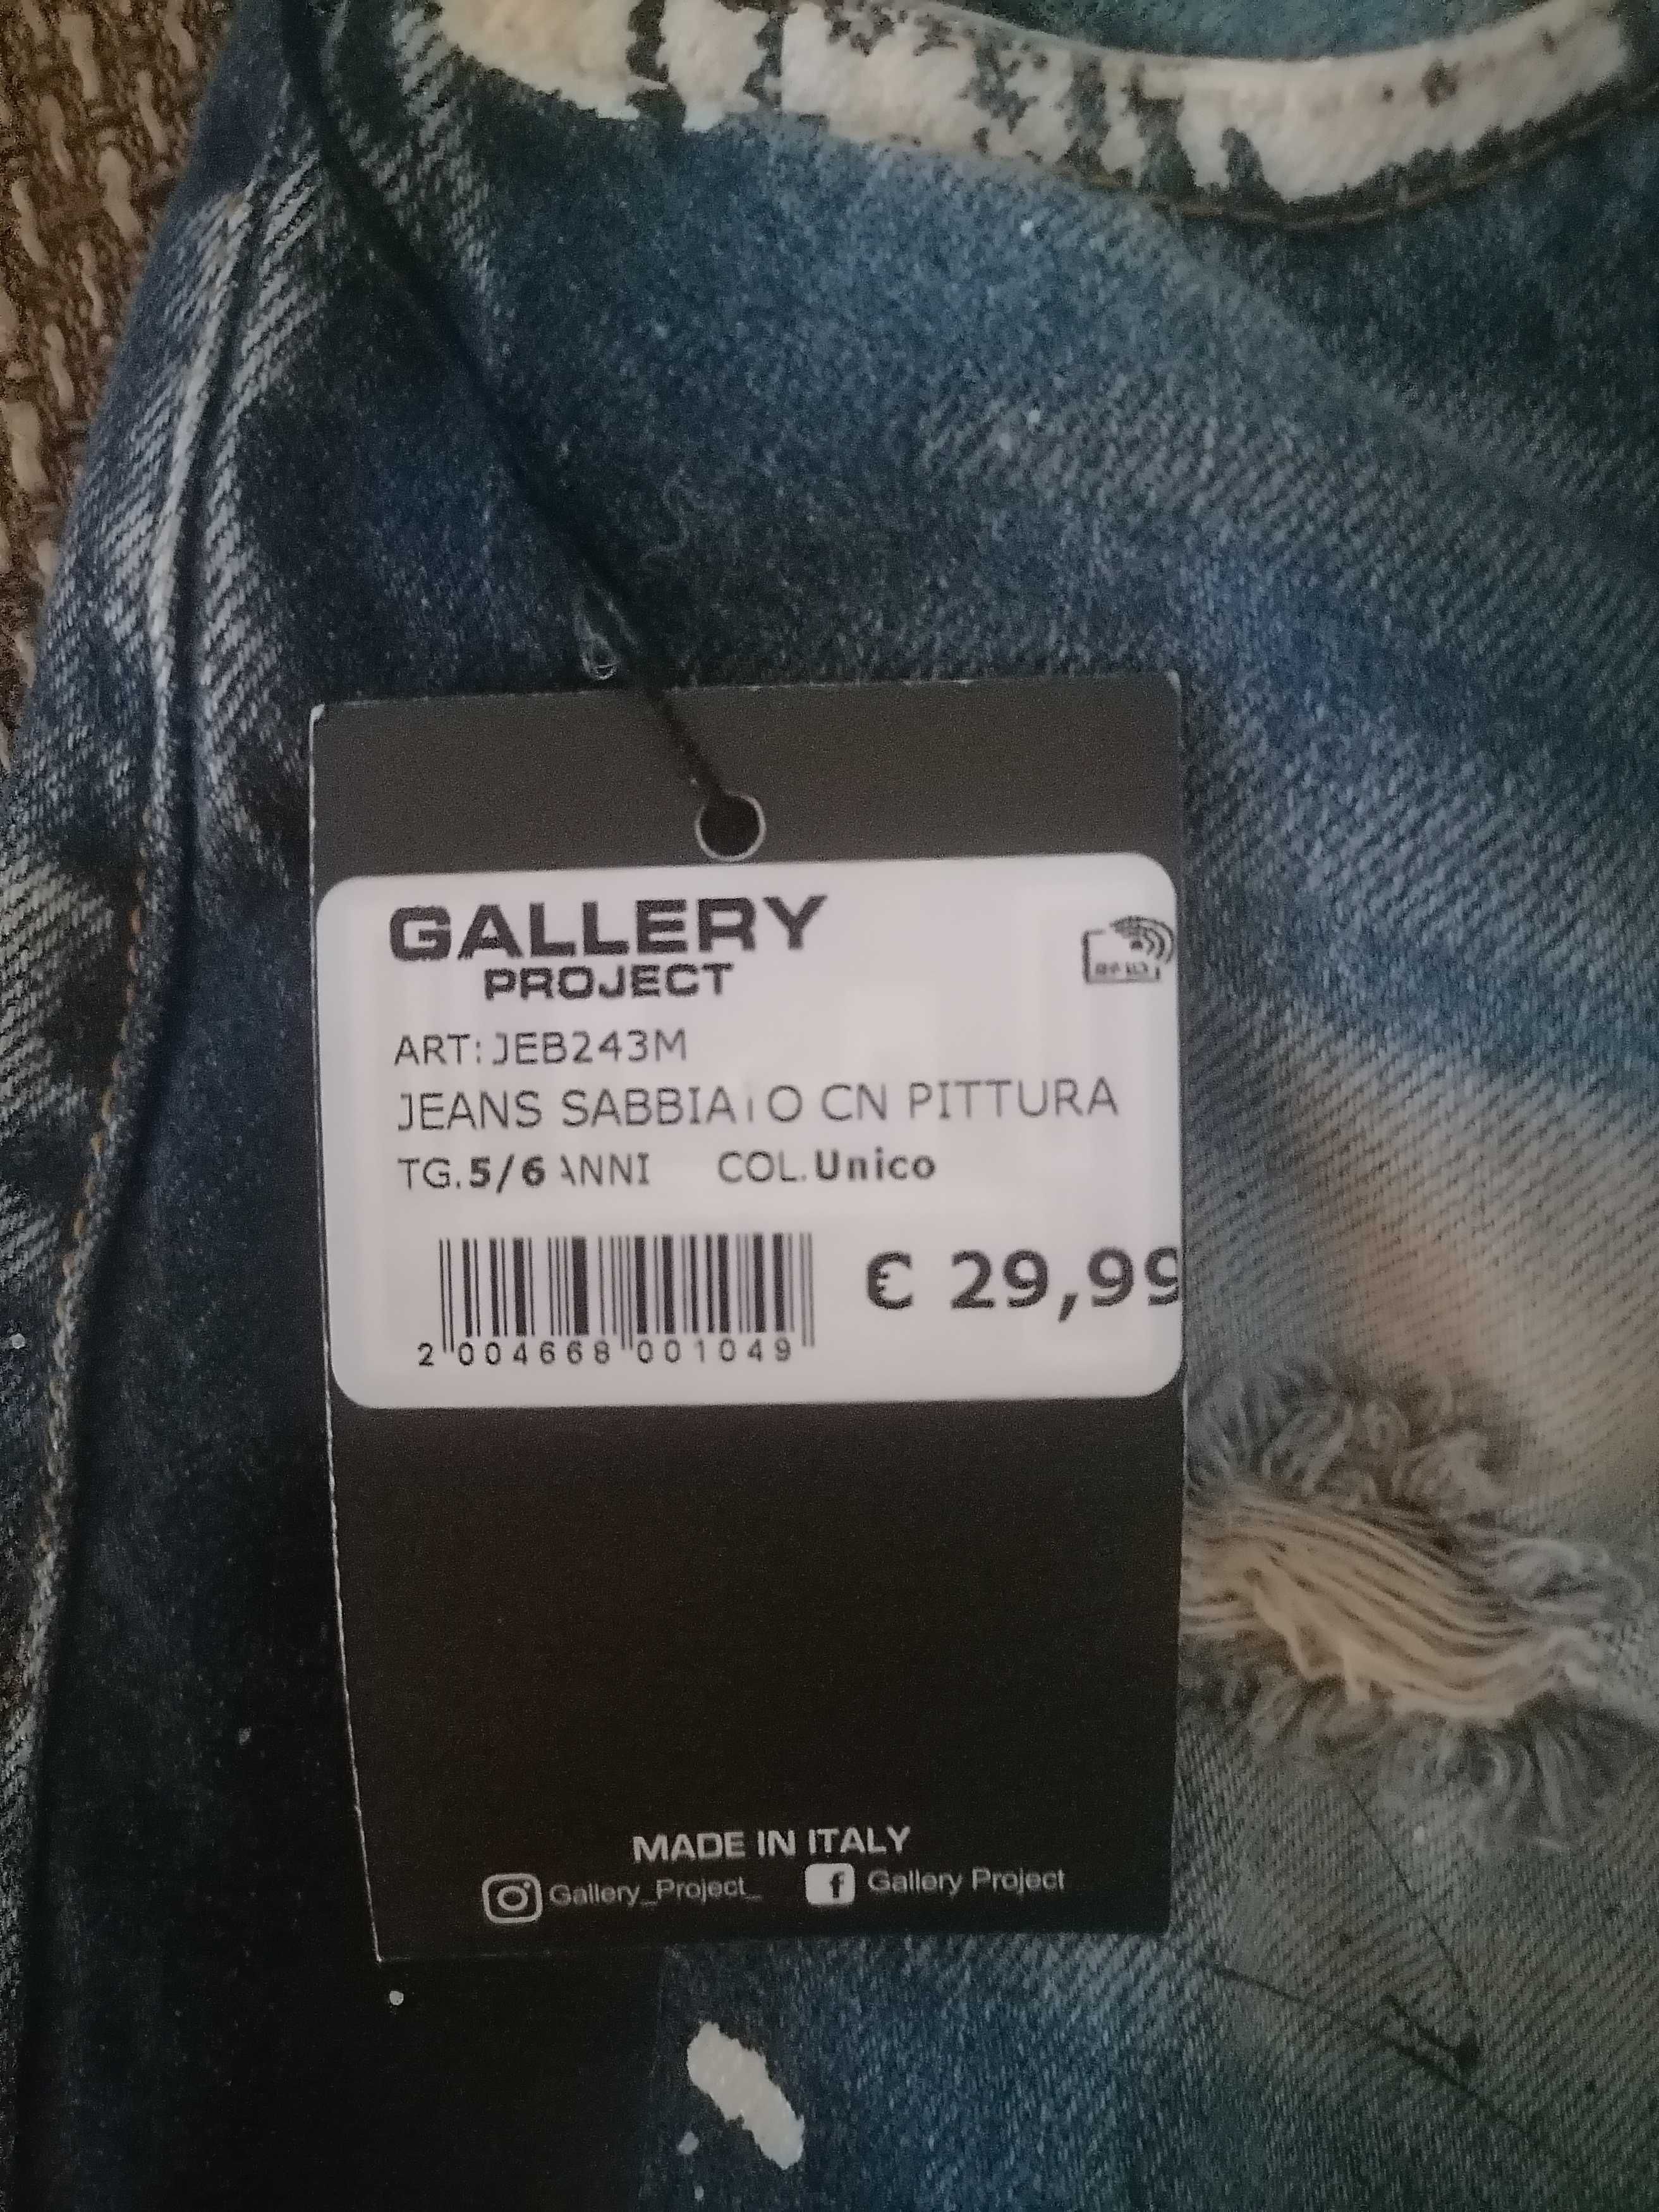 GALLERY
PROJECT
ART: JEB243M
JEANS SABBIA O CN PITTURA
TG.5/6 ANNI COL.Unico
€ 29,99
2 004668 001049
MADE IN ITALY
Gallery_Project_ Gallery Project